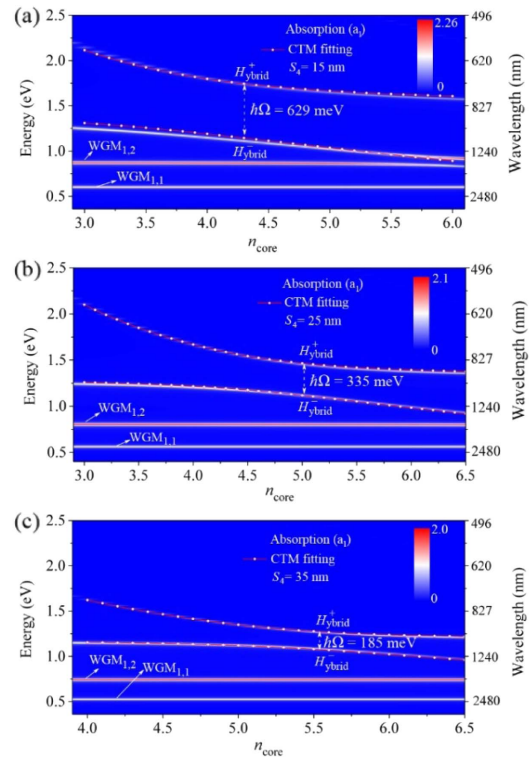 (a)
2.26
0
Absorption (a₁)
CTM fitting
S₄ = 15 nm
H⁺ybrid
ℏΩ = 629 meV
H⁻ybrid
WGM₁,₂
WGM₁,₁
Energy (eV)
2.5
2.0
1.5
1.0
0.5
496
620
827
1240
2480
Wavelength (nm)
3.0 3.5 4.0 4.5 5.0 5.5 6.0
n core
(b)
2.1
0
Absorption (a₁)
CTM fitting
S₄ = 25 nm
H⁺ybrid
ℏΩ = 335 meV
H⁻ybrid
WGM₁,₂
WGM₁,₁
Energy (eV)
2.5
2.0
1.5
1.0
0.5
496
620
827
1240
2480
Wavelength (nm)
3.0 3.5 4.0 4.5 5.0 5.5 6.0 6.5
n core
(c)
2.0
0
Absorption (a₁)
CTM fitting
S₄ = 35 nm
H⁺ybrid
ℏΩ = 185 meV
H⁻ybrid
WGM₁,₂
WGM₁,₁
Energy (eV)
2.5
2.0
1.5
1.0
0.5
496
620
827
1240
2480
Wavelength (nm)
4.0 4.5 5.0 5.5 6.0 6.5
n core